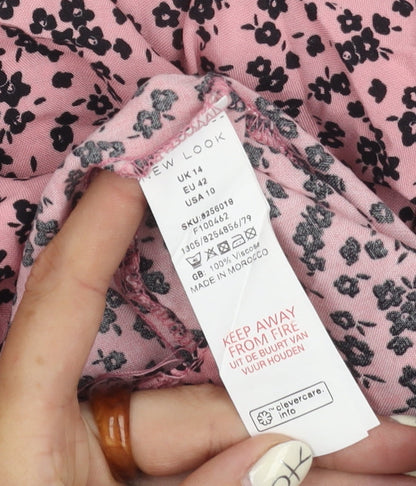 NEW LOOK
UK 14
EU 42
USA 10
SKU:8256018
F100462
1305/8254856/79
GB: 100% Viscose
MADE IN MOROCCO
KEEP AWAY
FROM FIRE
UIT DE BUURT VAN
VUUR HOUDEN
clevercare.
info